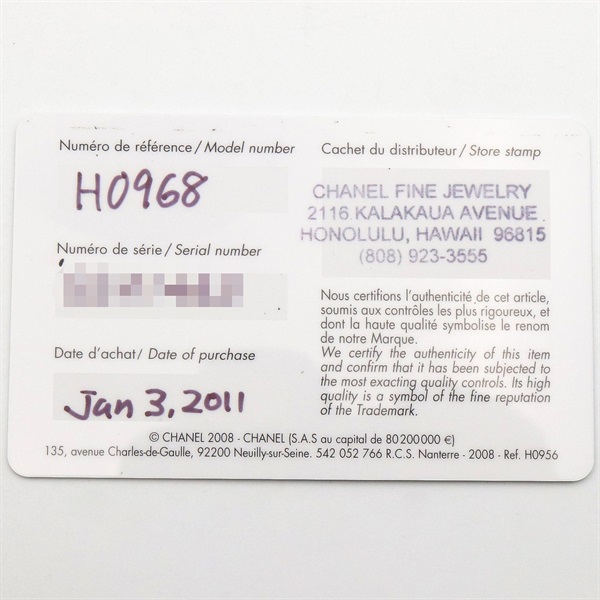 Numéro de référence / Model number
H0968
Numéro de série / Serial number
Date d'achat / Date of purchase
Jan 3, 2011
Cachet du distributeur / Store stamp
CHANEL FINE JEWELRY
2116 KALAKAUA AVENUE
HONOLULU, HAWAII 96815
(808) 923-3555
Nous certifions l'authenticité de cet article,
soumis aux contrôles les plus rigoureux, et
dont la haute qualité symbolise le renom
de notre Marque.
We certify the authenticity of this item
and confirm that it has been subjected to
the most exacting quality controls. Its high
quality is a symbol of the fine reputation
of the Trademark.
© CHANEL 2008 - CHANEL (S.A.S au capital de 80 200 000 €)
135, avenue Charles-de-Gaulle, 92200 Neuilly-sur-Seine. 542 052 766 R.C.S. Nanterre - 2008 - Ref. H0956